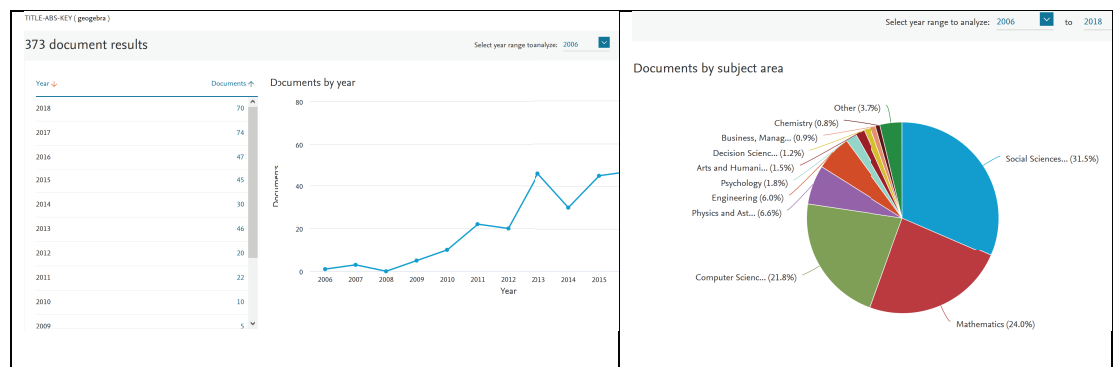 TITLE-ABS-KEY ( geogebra )
373 document results
Select year range toanalyze: 2006
Year Documents
2018 70
2017 74
2016 47
2015 45
2014 30
2013 46
2012 20
2011 22
2010 10
2009 5
Documents by year
80
60
40
20
0
Documents
2006 2007 2008 2009 2010 2011 2012 2013 2014 2015
Year
Select year range to analyze: 2006 to 2018
Documents by subject area
Other (3.7%)
Chemistry (0.8%)
Business, Manag... (0.9%)
Decision Scienc... (1.2%)
Arts and Humani... (1.5%)
Psychology (1.8%)
Engineering (6.0%)
Physics and Ast... (6.6%)
Computer Scienc... (21.8%)
Social Sciences... (31.5%)
Mathematics (24.0%)